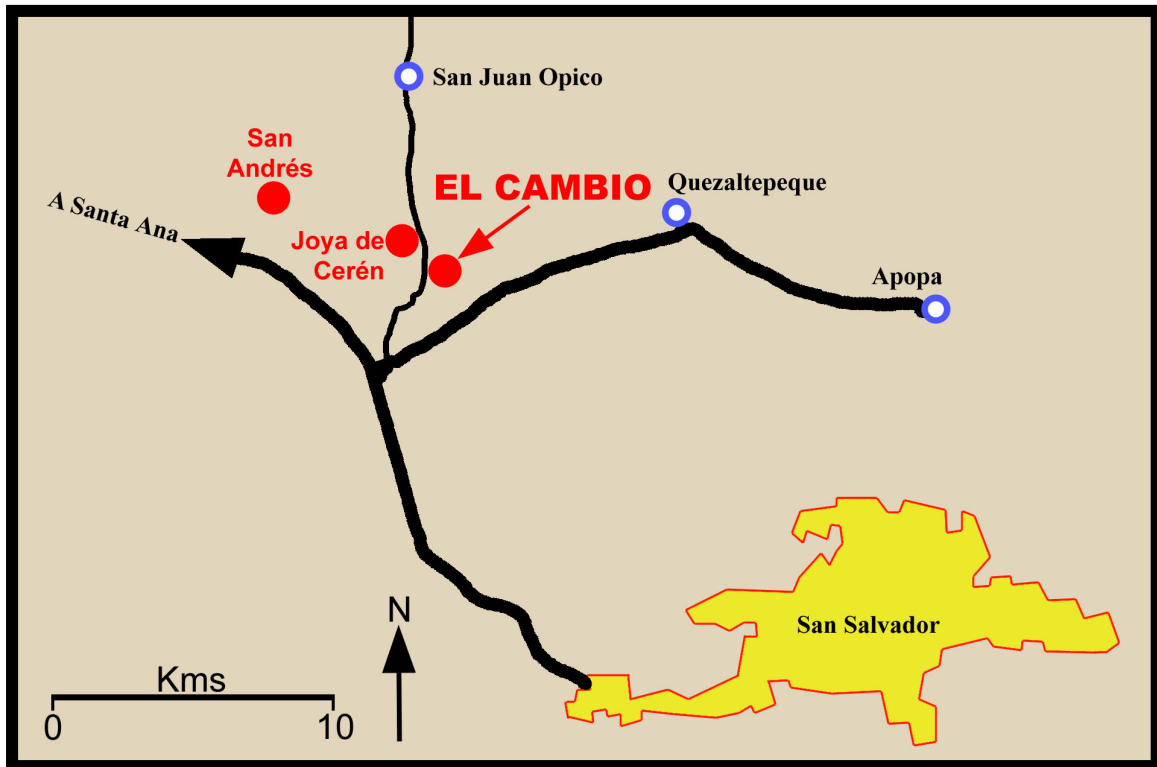 San Juan Opico
San
Andrés
EL CAMBIO
Quezaltepeque
A Santa Ana
Joya de
Cerén
Apopa
San Salvador
N
Kms
0 10